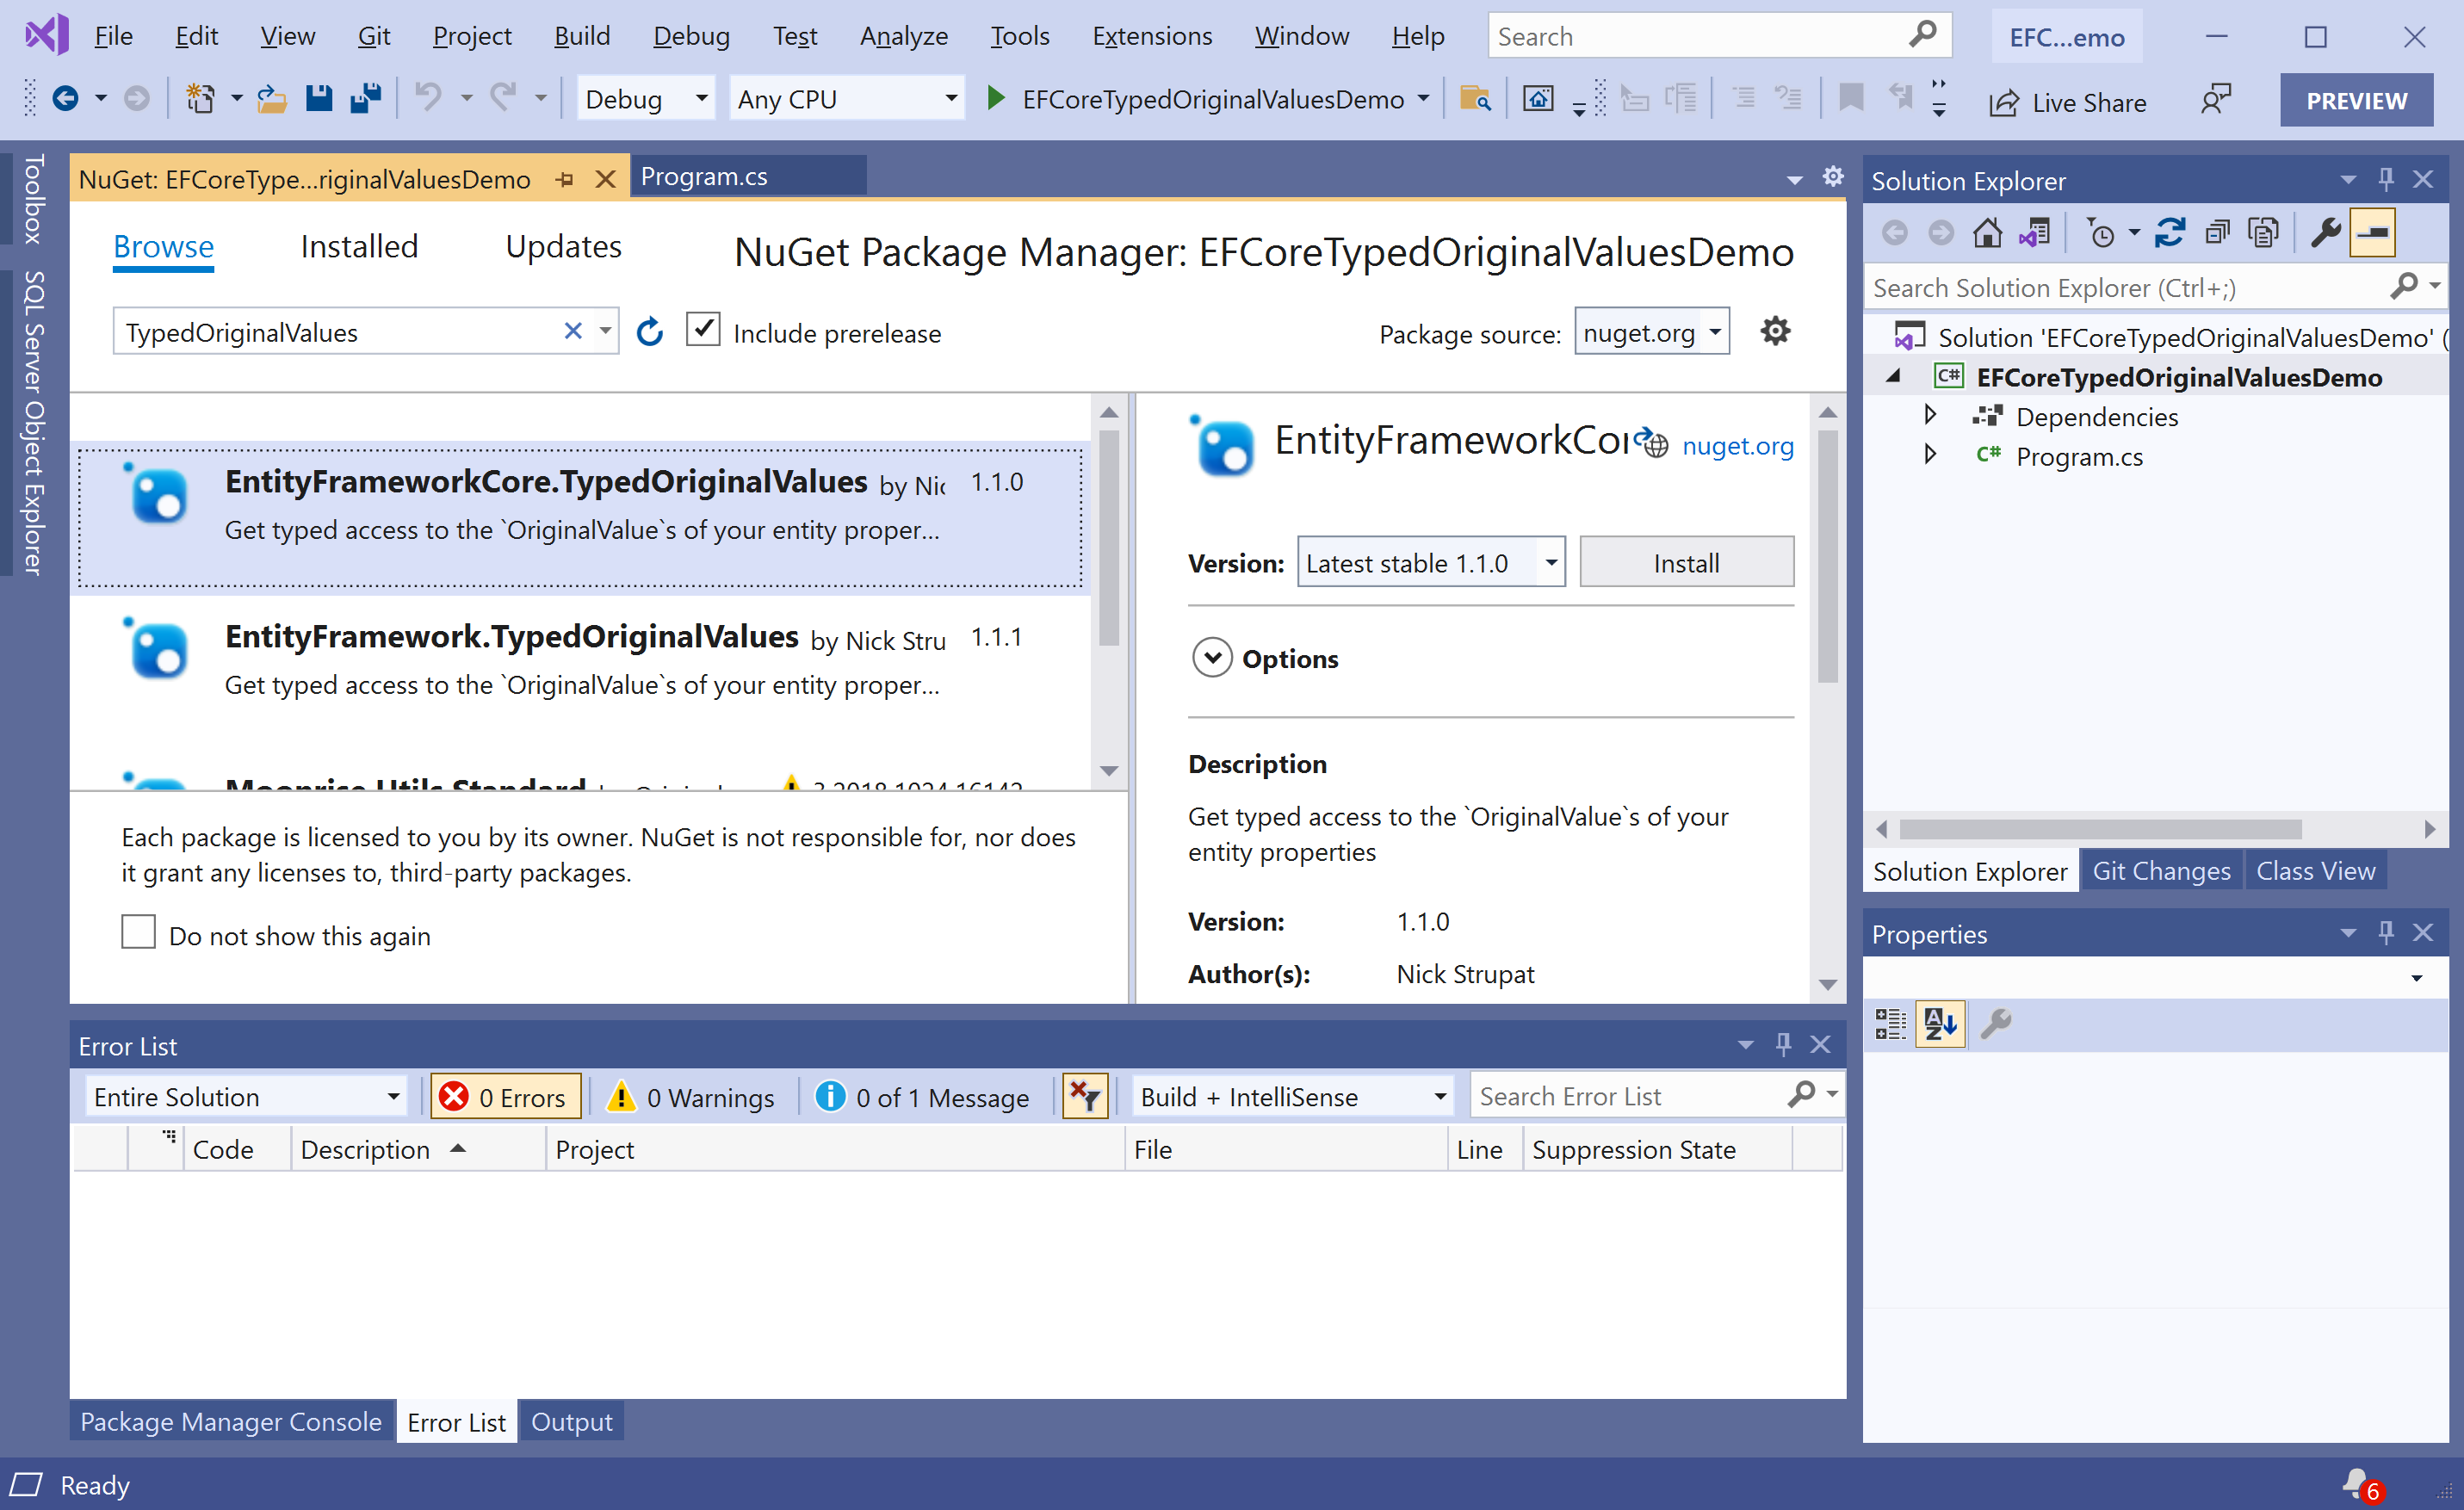 File Edit View Git Project Build Debug Test Analyze Tools Extensions Window Help Search EFC...emo
Debug Any CPU EFCoreTypedOriginalValuesDemo Live Share PREVIEW
Toolbox
SQL Server Object Explorer
NuGet: EFCoreType...riginalValuesDemo Program.cs
Browse Installed Updates NuGet Package Manager: EFCoreTypedOriginalValuesDemo
TypedOriginalValues Include prerelease Package source: nuget.org
EntityFrameworkCore.TypedOriginalValues by Nic 1.1.0
Get typed access to the `OriginalValue`s of your entity proper...
EntityFramework.TypedOriginalValues by Nick Stru 1.1.1
Get typed access to the `OriginalValue`s of your entity proper...
Moonrise.Utils.Standard 3.2018.1024.16142
Each package is licensed to you by its owner. NuGet is not responsible for, nor does
it grant any licenses to, third-party packages.
Do not show this again
EntityFrameworkCor nuget.org
Version: Latest stable 1.1.0 Install
Options
Description
Get typed access to the `OriginalValue`s of your
entity properties
Version: 1.1.0
Author(s): Nick Strupat
Error List
Entire Solution 0 Errors 0 Warnings 0 of 1 Message Build + IntelliSense Search Error List
Code Description Project File Line Suppression State
Package Manager Console Error List Output
Solution Explorer
Search Solution Explorer (Ctrl+;)
Solution 'EFCoreTypedOriginalValuesDemo' (
C# EFCoreTypedOriginalValuesDemo
Dependencies
C# Program.cs
Solution Explorer Git Changes Class View
Properties
Ready 6